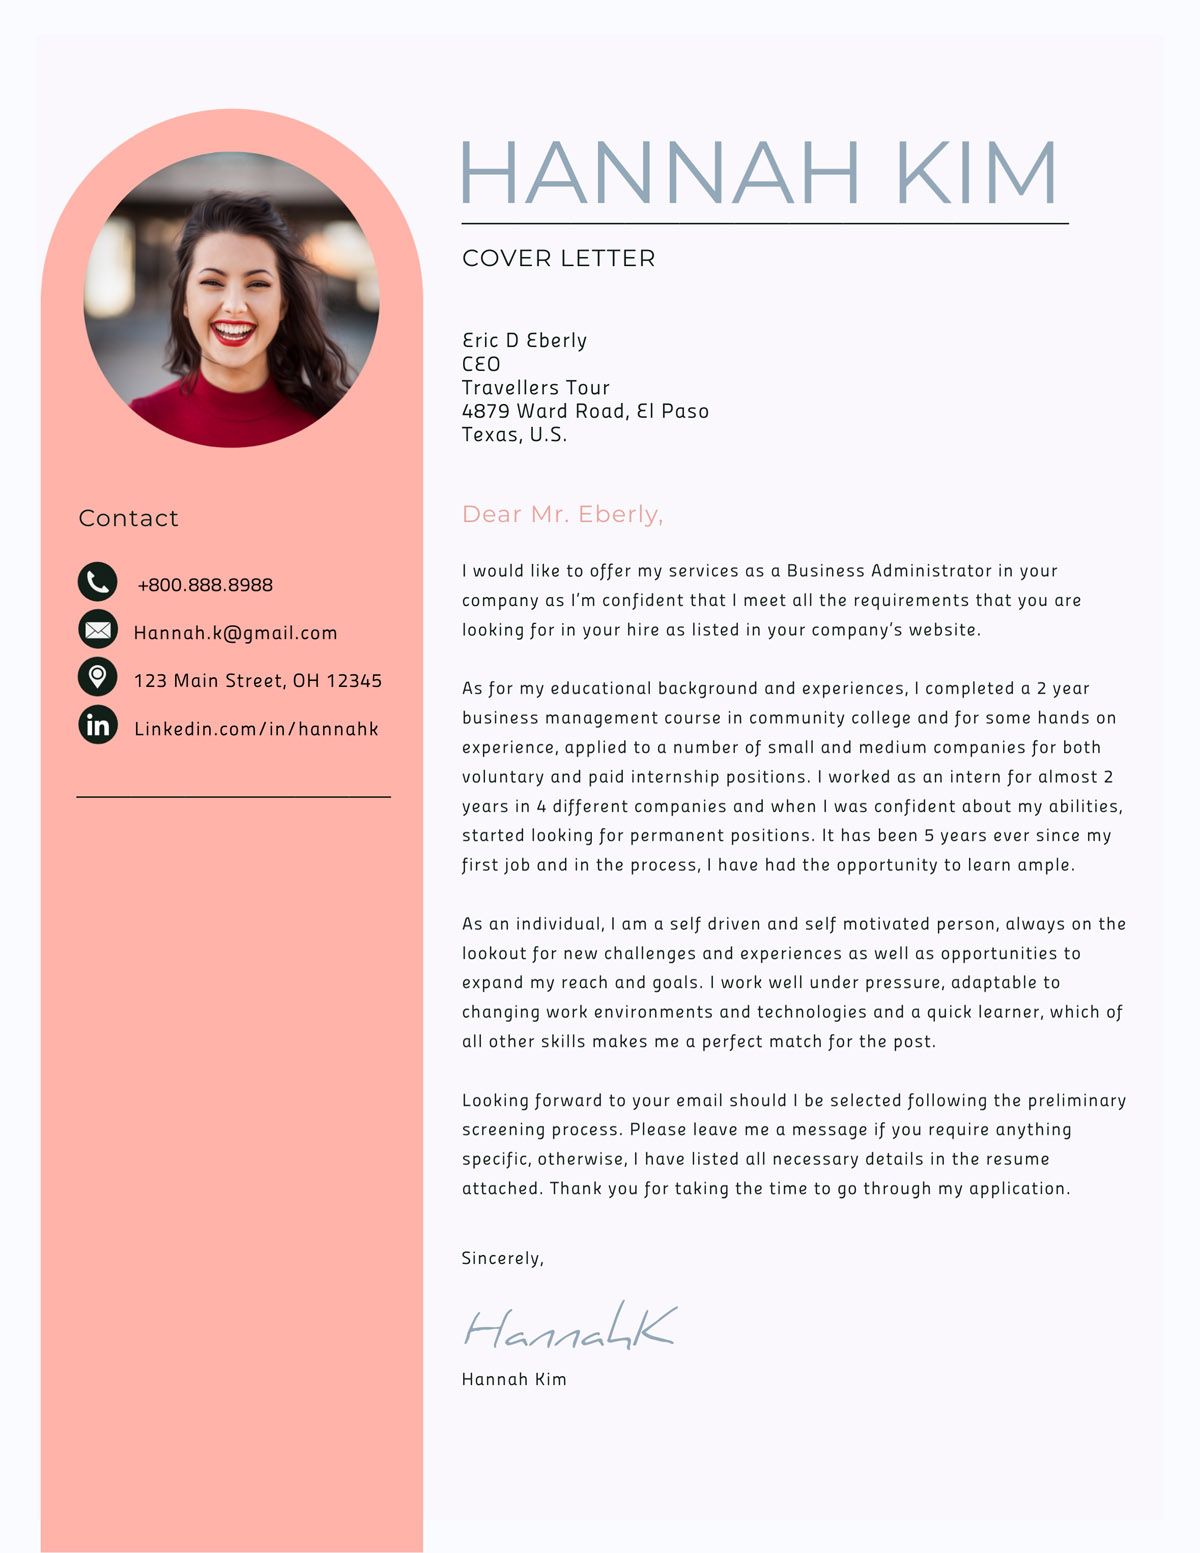 HANNAH KIM
COVER LETTER
Eric D Eberly
CEO
Travellers Tour
4879 Ward Road, El Paso
Texas, U.S.
Contact
+800.888.8988
Hannah.k@gmail.com
123 Main Street, OH 12345
in
Linkedin.com/in/hannahk
Dear Mr. Eberly,
I would like to offer my services as a Business Administrator in your
company as I'm confident that I meet all the requirements that you are
looking for in your hire as listed in your company's website.
As for my educational background and experiences, I completed a 2 year
business management course in community college and for some hands on
experience, applied to a number of small and medium companies for both
voluntary and paid internship positions. I worked as an intern for almost 2
years in 4 different companies and when I was confident about my abilities,
started looking for permanent positions. It has been 5 years ever since my
first job and in the process, I have had the opportunity to learn ample.
As an individual, I am a self driven and self motivated person, always on the
lookout for new challenges and experiences as well as opportunities to
expand my reach and goals. I work well under pressure, adaptable to
changing work environments and technologies and a quick learner, which of
all other skills makes me a perfect match for the post.
Looking forward to your email should I be selected following the preliminary
screening process. Please leave me a message if you require anything
specific, otherwise, I have listed all necessary details in the resume
attached. Thank you for taking the time to go through my application.
Sincerely,
HannahK
Hannah Kim